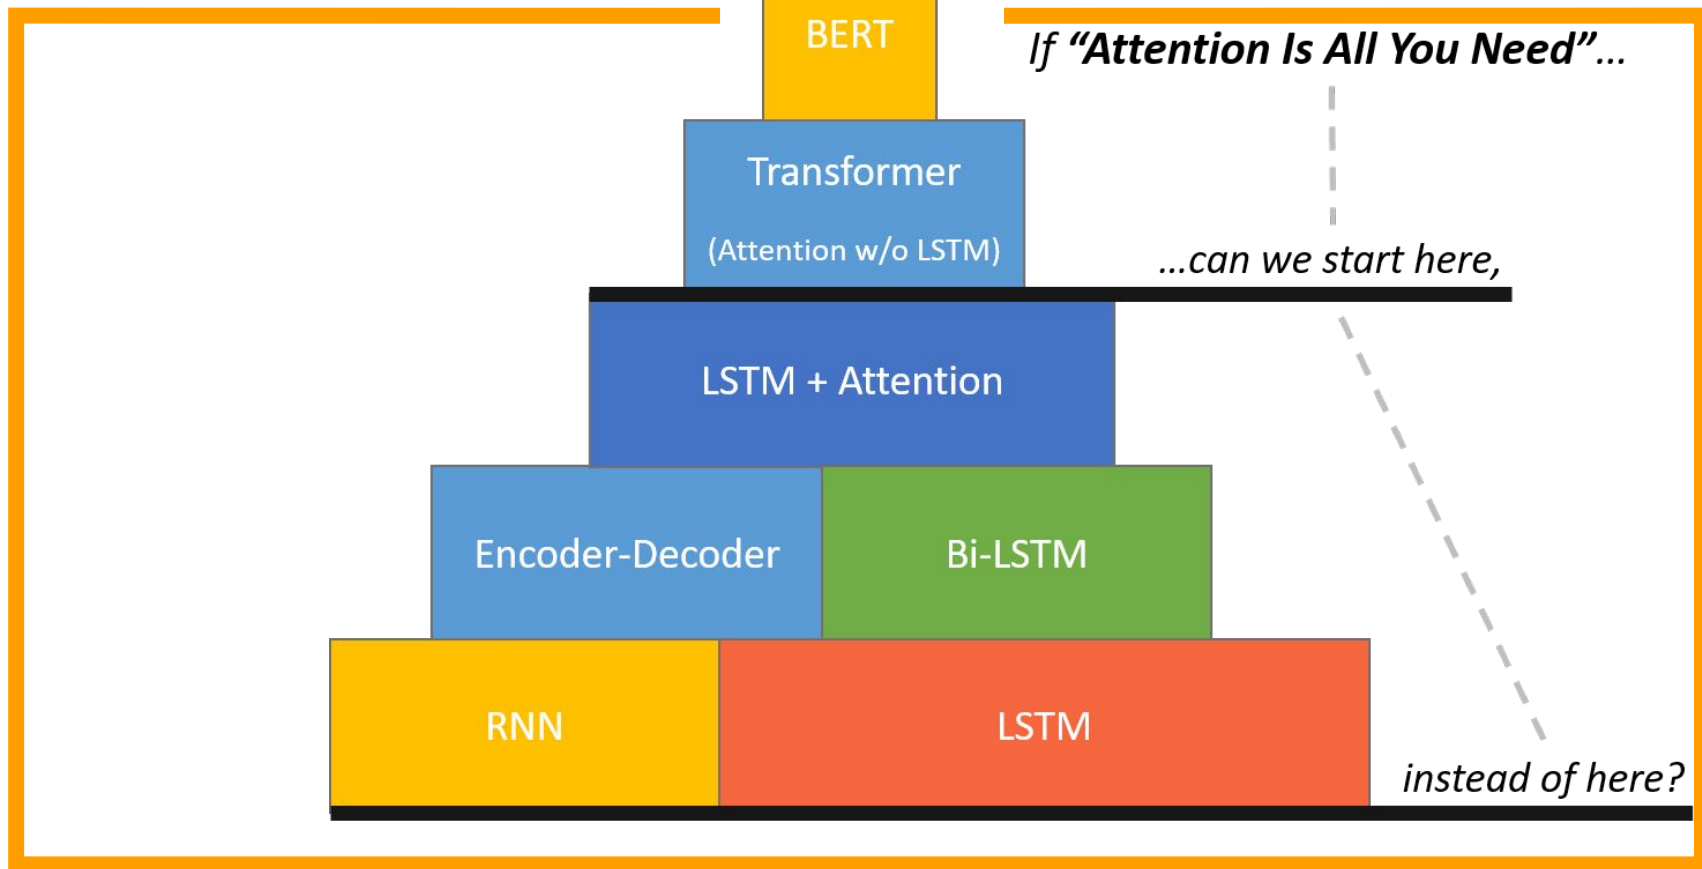 BERT
If “Attention Is All You Need”...
Transformer
(Attention w/o LSTM)
...can we start here,
LSTM + Attention
Encoder-Decoder
Bi-LSTM
RNN
LSTM
instead of here?